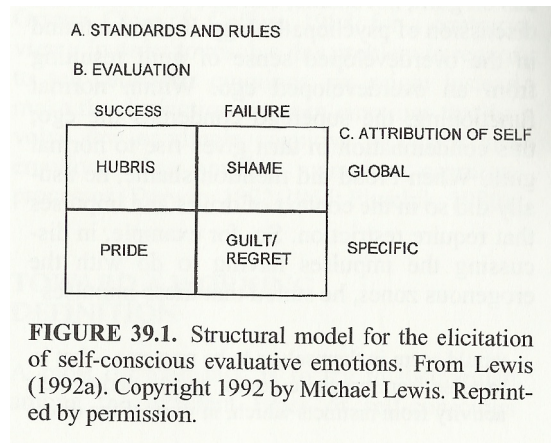 A. STANDARDS AND RULES
B. EVALUATION
SUCCESS FAILURE
C. ATTRIBUTION OF SELF
HUBRIS SHAME GLOBAL
PRIDE GUILT/
REGRET SPECIFIC
FIGURE 39.1. Structural model for the elicitation
of self-conscious evaluative emotions. From Lewis
(1992a). Copyright 1992 by Michael Lewis. Reprint-
ed by permission.